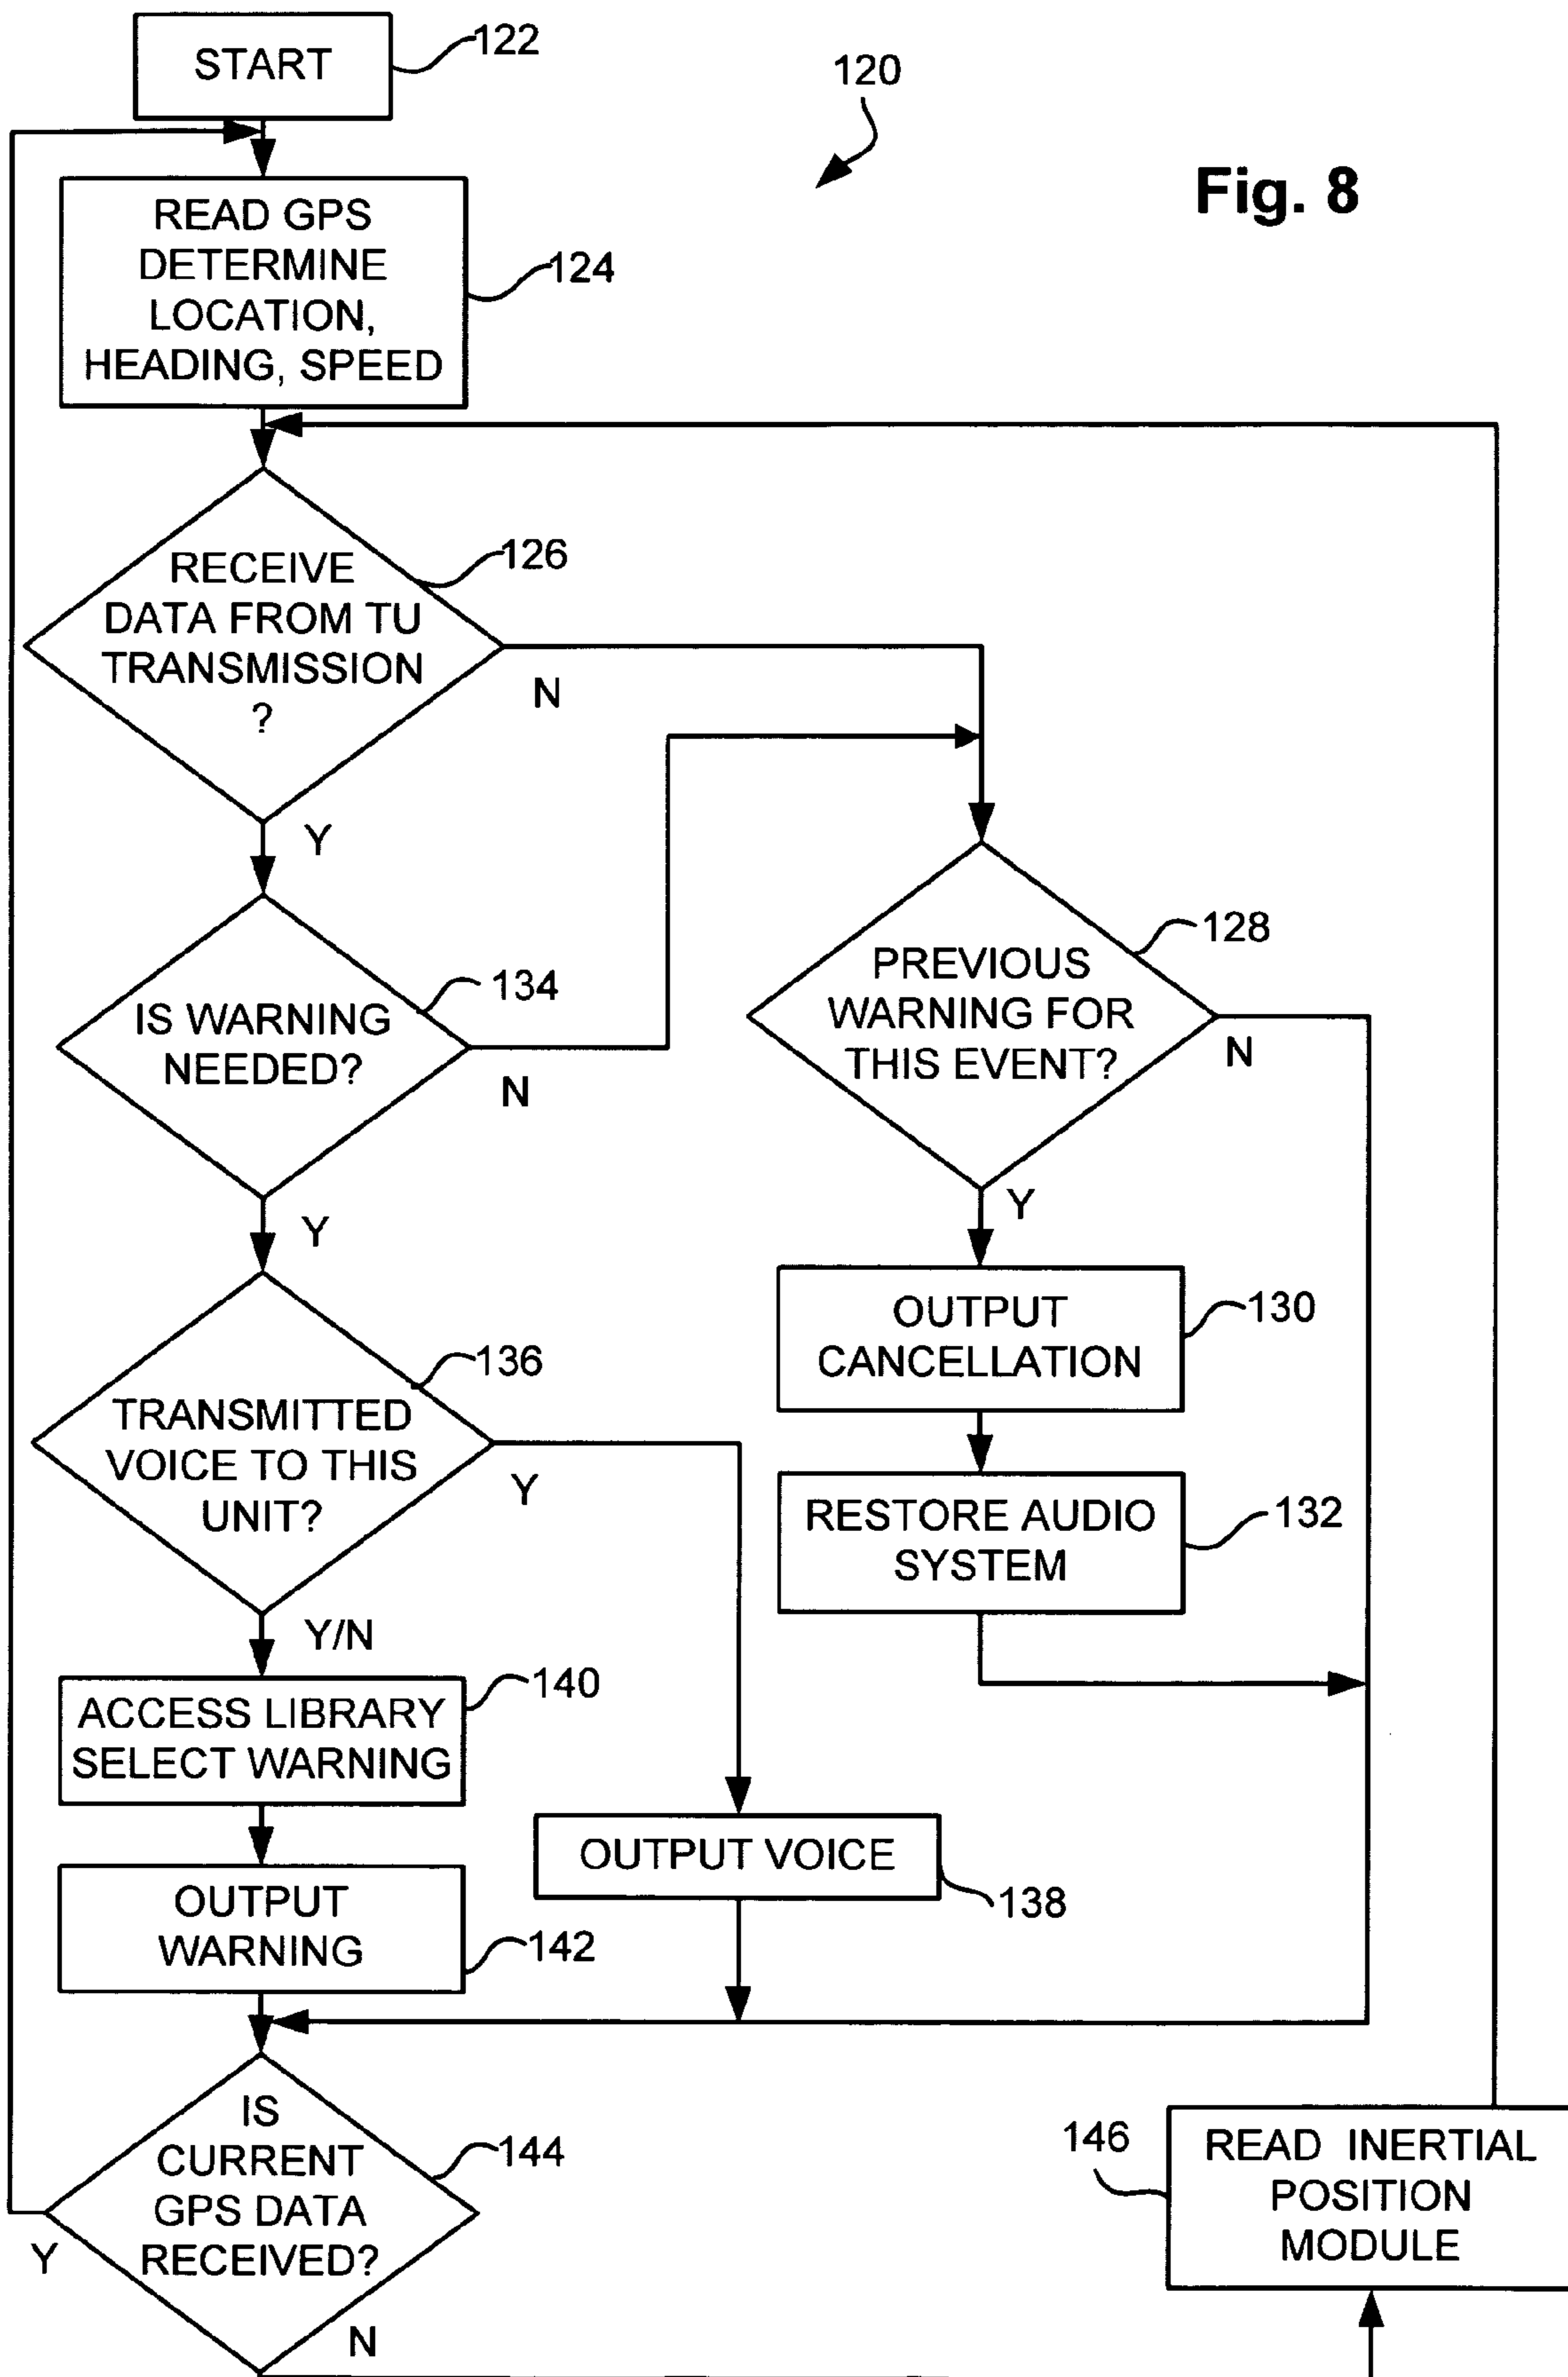 START
122
120
Fig. 8
READ GPS
DETERMINE
LOCATION,
HEADING, SPEED
124
RECEIVE
DATA FROM TU
TRANSMISSION
?
126
N
Y
IS WARNING
NEEDED?
134
N
Y
PREVIOUS
WARNING FOR
THIS EVENT?
128
N
Y
OUTPUT
CANCELLATION
130
RESTORE AUDIO
SYSTEM
132
TRANSMITTED
VOICE TO THIS
UNIT?
136
Y
Y/N
ACCESS LIBRARY
SELECT WARNING
140
OUTPUT VOICE
138
OUTPUT
WARNING
142
IS
CURRENT
GPS DATA
RECEIVED?
144
Y
N
146
READ INERTIAL
POSITION
MODULE